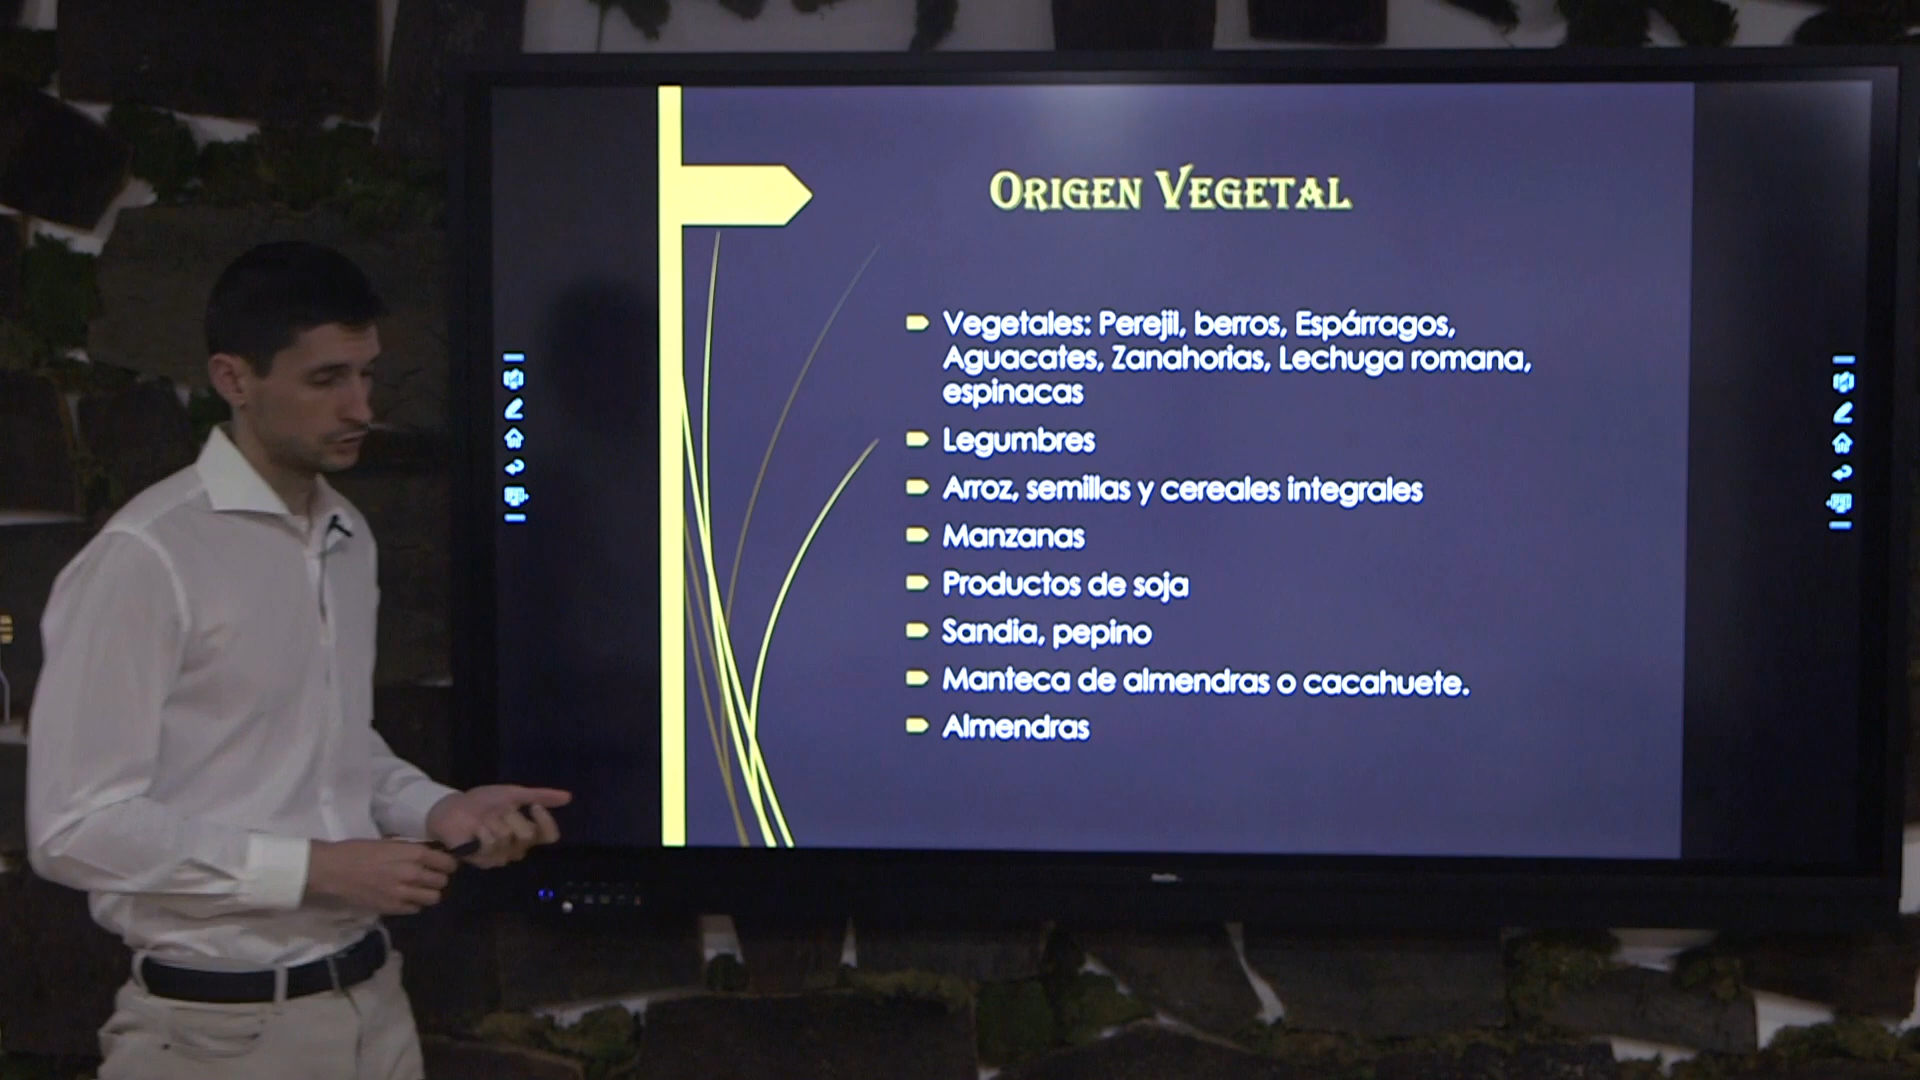 Origen Vegetal
Vegetales: Perejil, berros, Espárragos,
Aguacates, Zanahorias, Lechuga romana,
espinacas
Legumbres
Arroz, semillas y cereales integrales
Manzanas
Productos de soja
Sandia, pepino
Manteca de almendras o cacahuete.
Almendras